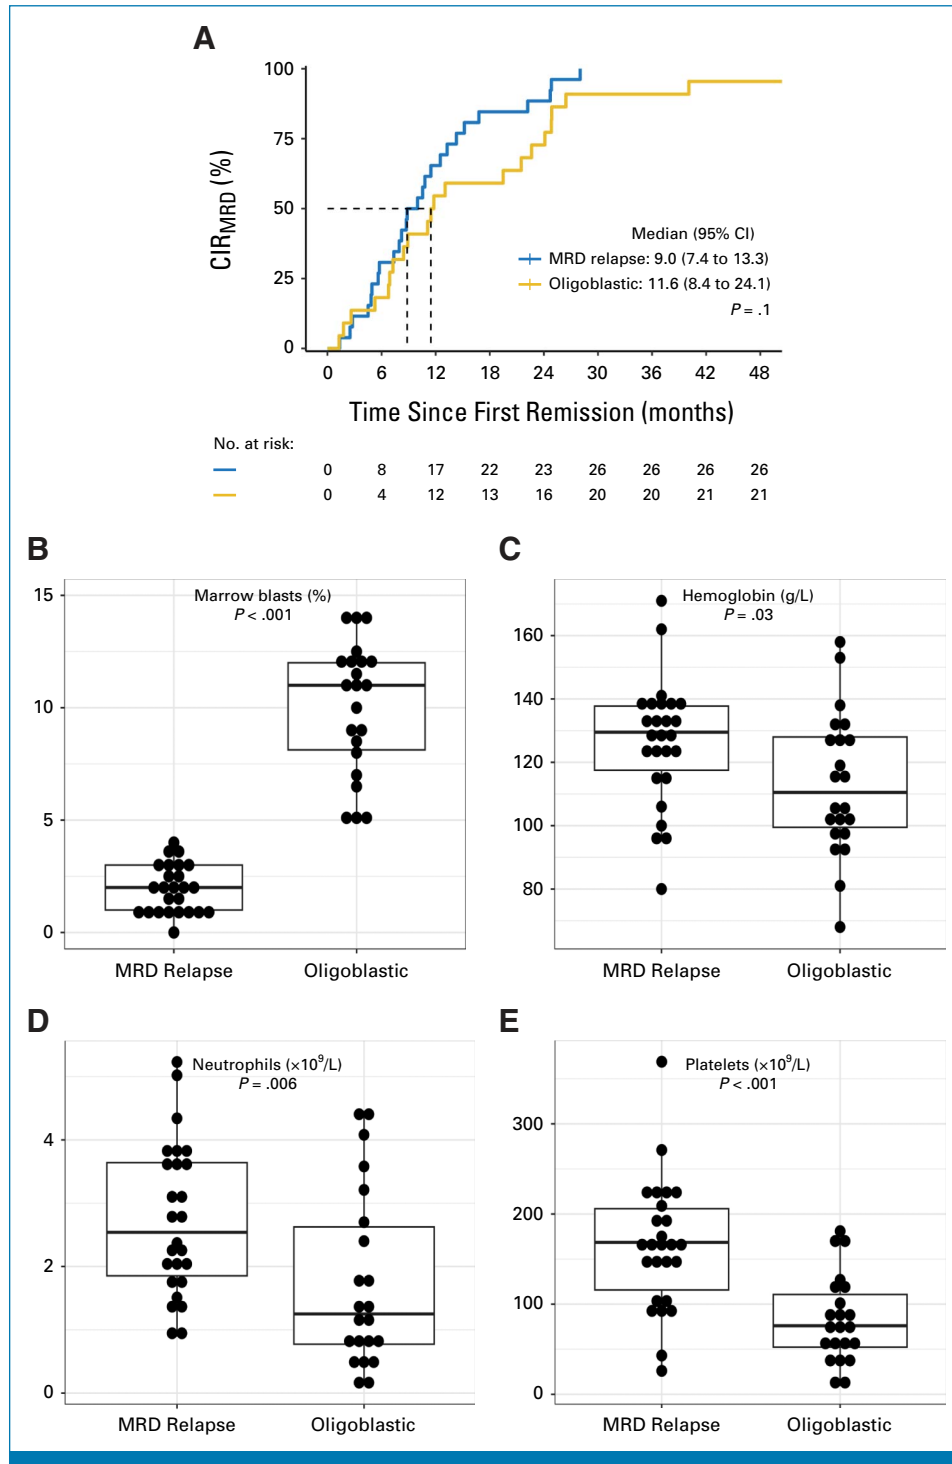 A
CIRMRD (%)
100
75
50
25
0
Median (95% CI)
MRD relapse: 9.0 (7.4 to 13.3)
Oligoblastic: 11.6 (8.4 to 24.1)
P = .1
0 6 12 18 24 30 36 42 48
Time Since First Remission (months)
No. at risk:
0 8 17 22 23 26 26 26 26
0 4 12 13 16 20 20 21 21
B
Marrow blasts (%)
P < .001
15
10
5
0
MRD Relapse Oligoblastic
C
Hemoglobin (g/L)
P = .03
160
140
120
100
80
MRD Relapse Oligoblastic
D
Neutrophils (×10⁹/L)
P = .006
4
2
0
MRD Relapse Oligoblastic
E
Platelets (×10⁹/L)
P < .001
300
200
100
0
MRD Relapse Oligoblastic